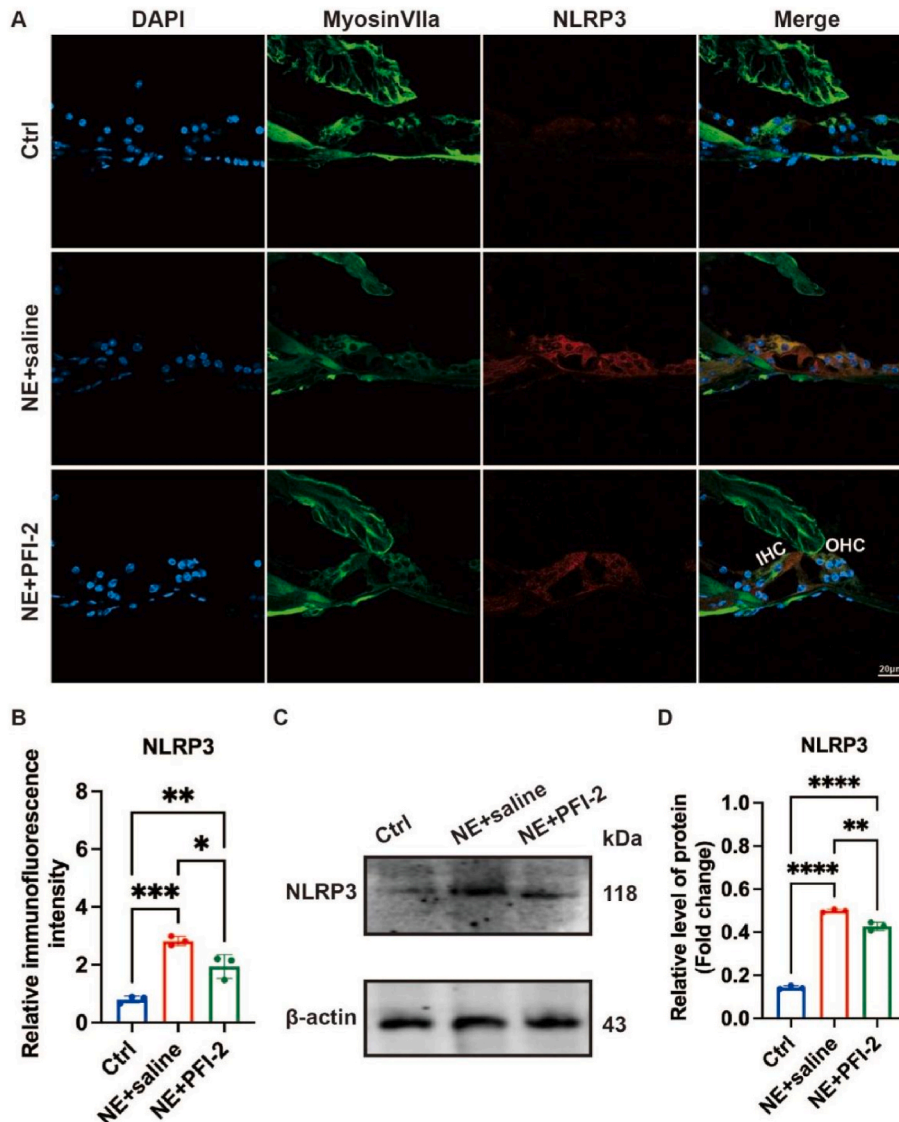 A
DAPI MyosinVIIa NLRP3 Merge
Ctrl
NE+saline
NE+PFI-2
IHC OHC
20μm
B
NLRP3
Relative immunofluorescence
intensity
8
6
4
2
0
**
*
***
Ctrl
NE+saline
NE+PFI-2
C
Ctrl NE+saline NE+PFI-2 kDa
NLRP3 118
β-actin 43
D
NLRP3
Relative level of protein
(Fold change)
1.0
0.8
0.6
0.4
0.2
0.0
****
**
****
Ctrl
NE+saline
NE+PFI-2